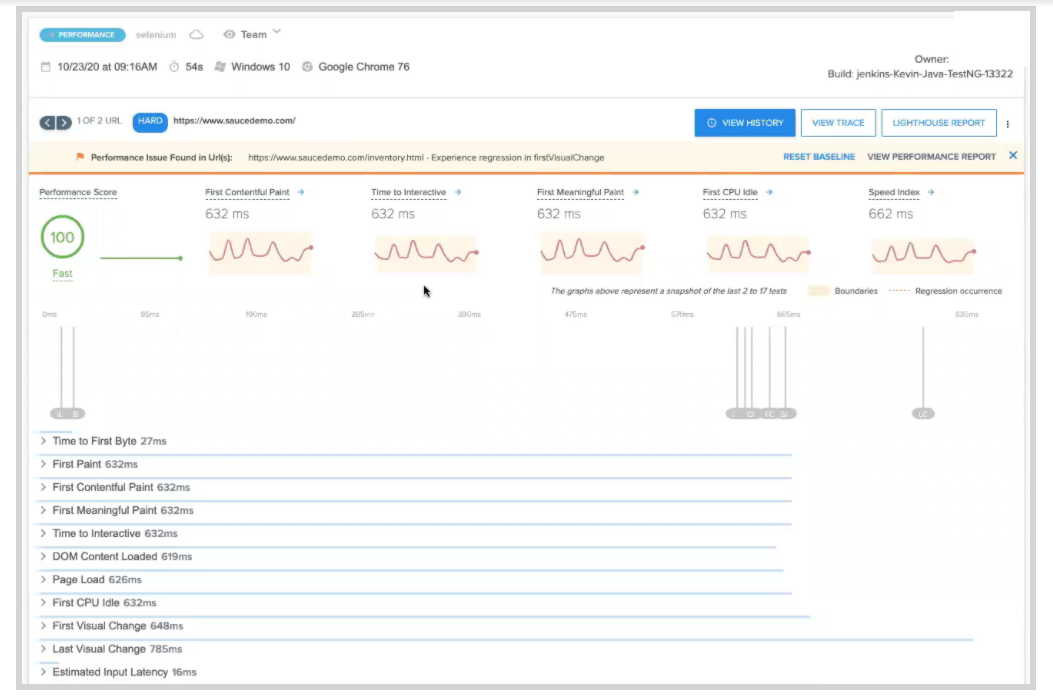 PERFORMANCE selenium Team
10/23/20 at 09:16AM 54s Windows 10 Google Chrome 76
Owner:
Build: jenkins-Kevin-Java-TestNG-13322
1 OF 2 URL HARD https://www.saucedemo.com/ VIEW HISTORY VIEW TRACE LIGHTHOUSE REPORT
Performance Issue Found in Url(s): https://www.saucedemo.com/inventory.html - Experience regression in firstVisualChange RESET BASELINE VIEW PERFORMANCE REPORT
Performance Score First Contentful Paint Time to Interactive First Meaningful Paint First CPU Idle Speed Index
632 ms 632 ms 632 ms 632 ms 662 ms
100
Fast
The graphs above represent a snapshot of the last 2 to 17 tests Boundaries Regression occurrence
0ms 95ms 190ms 380ms 475ms 570ms 665ms
LC
Time to First Byte 27ms
First Paint 632ms
First Contentful Paint 632ms
First Meaningful Paint 632ms
Time to Interactive 632ms
DOM Content Loaded 619ms
Page Load 626ms
First CPU Idle 632ms
First Visual Change 648ms
Last Visual Change 785ms
Estimated Input Latency 16ms